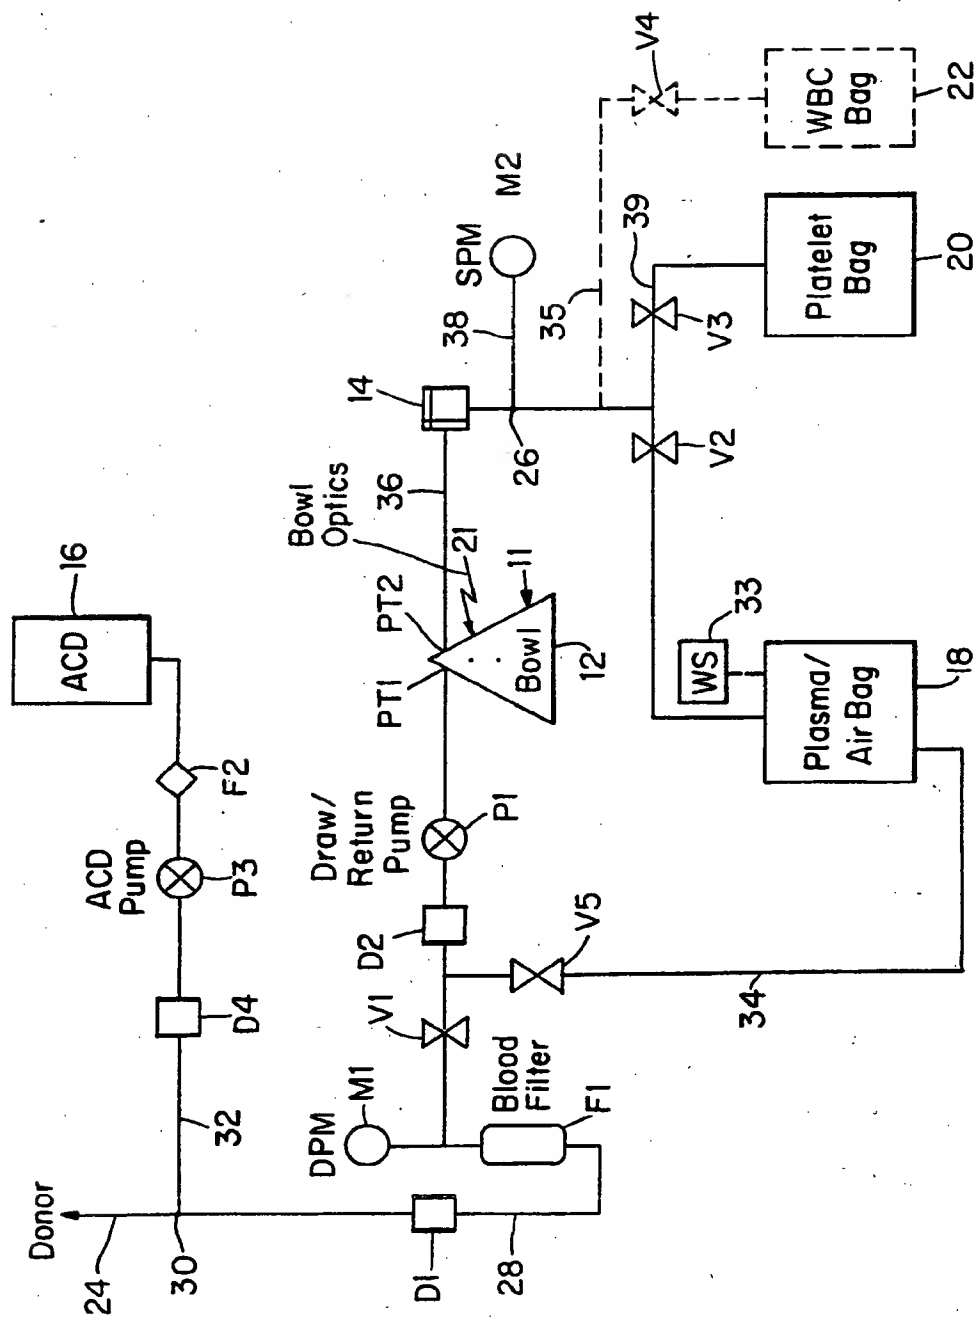 Donor
24
30
32
D4
ACD
Pump
P3
F2
ACD
16
D1
28
DPM
M1
Blood
Filter
F1
V1
V5
34
D2
Draw/
Return
Pump
P1
PT1
PT2
Bowl
Optics
21
11
Bowl
12
36
14
26
38
SPM
M2
35
V4
WBC
Bag
22
39
V3
Platelet
Bag
20
V2
WS
33
Plasma/
Air Bag
18